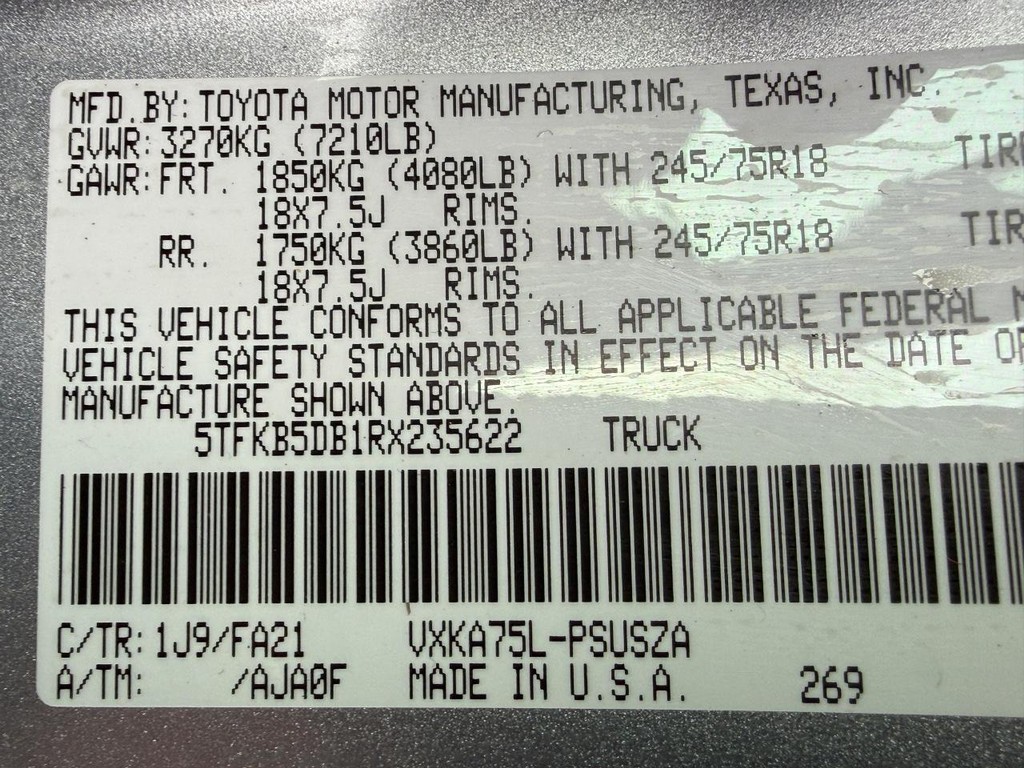 MFD.BY: TOYOTA MOTOR MANUFACTURING, TEXAS, INC.
GVWR: 3270KG (7210LB)
GAWR: FRT. 1850KG (4080LB) WITH 245/75R18
18X7.5J RIMS.
RR. 1750KG (3860LB) WITH 245/75R18
18X7.5J RIMS.
THIS VEHICLE CONFORMS TO ALL APPLICABLE FEDERAL
VEHICLE SAFETY STANDARDS IN EFFECT ON THE DATE OF
MANUFACTURE SHOWN ABOVE.
5TFKB5DB1RX235622 TRUCK
C/TR: 1J9/FA21 VXKA75L-PSUSZA
A/TM: /AJA0F MADE IN U.S.A. 269